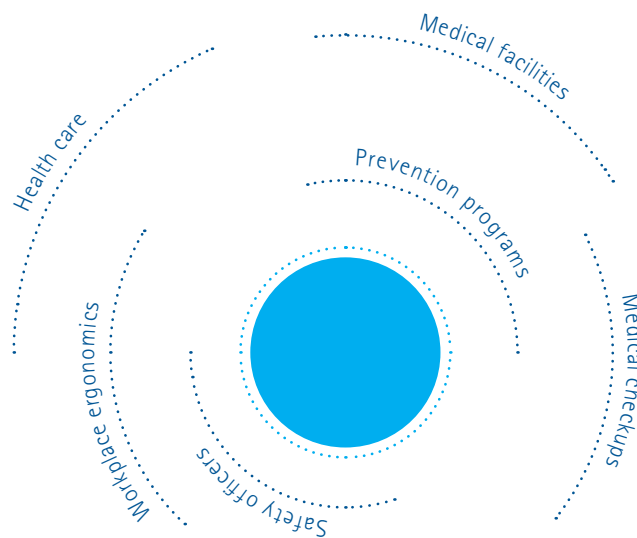 Medical facilities
Health care
Prevention programs
Medical checkups
Workplace ergonomics
Safety officers